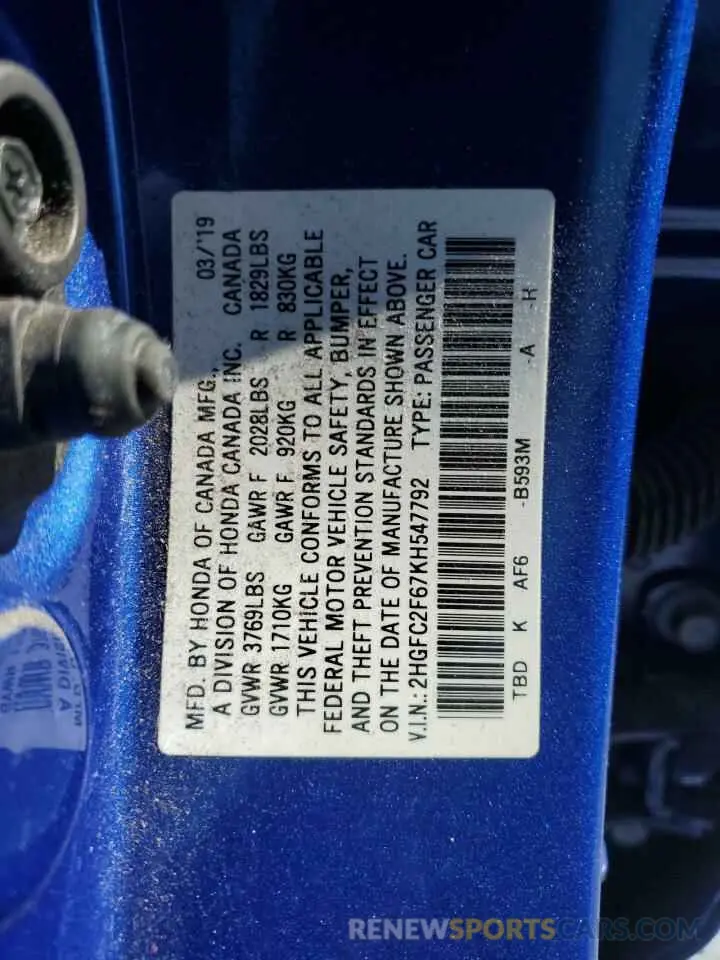 MFD. BY HONDA OF CANADA MFG., 03/'19
A DIVISION OF HONDA CANADA INC. CANADA
GVWR 3769LBS GAWR F 2028LBS R 1829LBS
GVWR 1710KG GAWR F 920KG R 830KG
THIS VEHICLE CONFORMS TO ALL APPLICABLE
FEDERAL MOTOR VEHICLE SAFETY, BUMPER,
AND THEFT PREVENTION STANDARDS IN EFFECT
ON THE DATE OF MANUFACTURE SHOWN ABOVE.
V.I.N.: 2HGFC2F67KH547792 TYPE: PASSENGER CAR
TBD K AF6 -B593M -A -H
A DIVIS
RENEWSPORTSCARS.COM